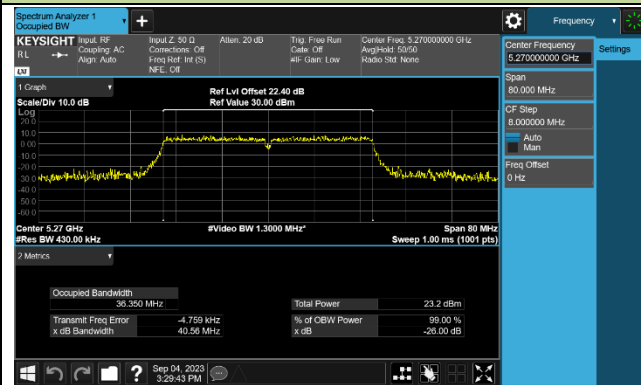 Spectrum Analyzer 1
Occupied BW
Frequency
KEYSIGHT
RL
LXI
Input: RF
Coupling: AC
Align: Auto
Input Z: 50 Ω
Corrections: Off
Freq Ref: Int (S)
NFE: Off
Atten: 20 dB
Trig: Free Run
Gate: Off
#IF Gain: Low
Center Freq: 5.270000000 GHz
Avg|Hold: 50/50
Radio Std: None
Center Frequency
5.270000000 GHz
Settings
Span
80.000 MHz
CF Step
8.000000 MHz
Auto
Man
Freq Offset
0 Hz
1 Graph
Scale/Div 10.0 dB
Ref Lvl Offset 22.40 dB
Ref Value 30.00 dBm
Log
20.0
10.0
0.00
-10.0
-20.0
-30.0
-40.0
-50.0
-60.0
Center 5.27 GHz
#Video BW 1.3000 MHz*
Span 80 MHz
#Res BW 430.00 kHz
Sweep 1.00 ms (1001 pts)
2 Metrics
Occupied Bandwidth
36.350 MHz
Total Power 23.2 dBm
Transmit Freq Error -4.759 kHz
% of OBW Power 99.00 %
x dB Bandwidth 40.56 MHz
x dB -26.00 dB
?
Sep 04, 2023
3:29:43 PM